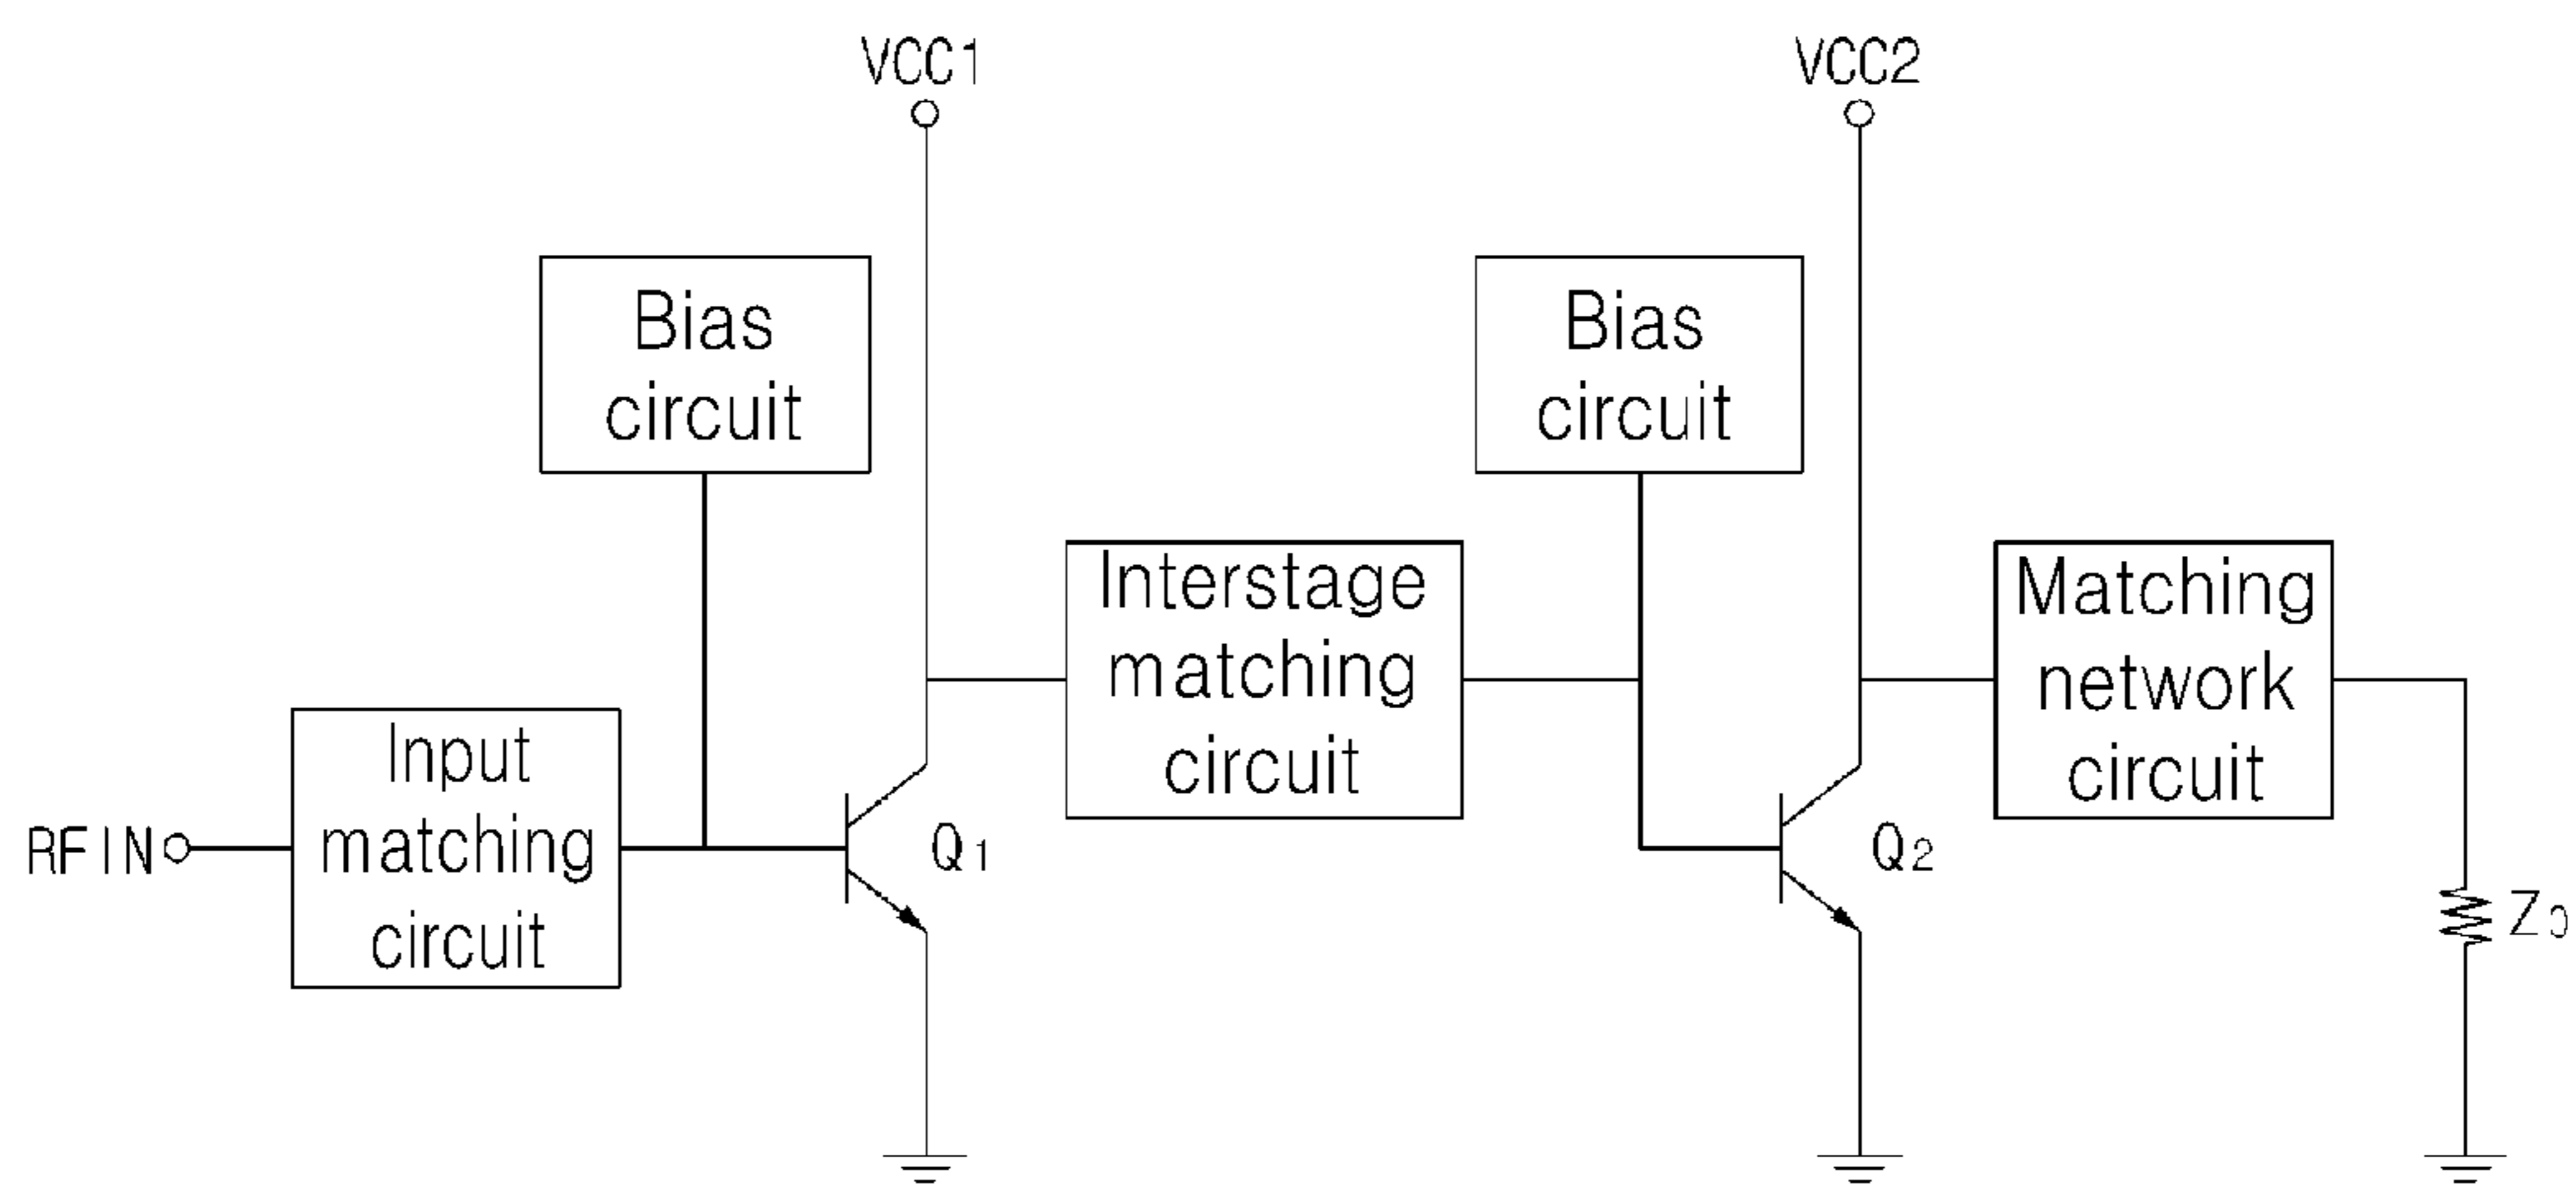 VCC1
VCC2
Bias
circuit
Bias
circuit
Interstage
matching
circuit
Matching
network
circuit
Input
matching
circuit
RFIN
Q1
Q2
Z0